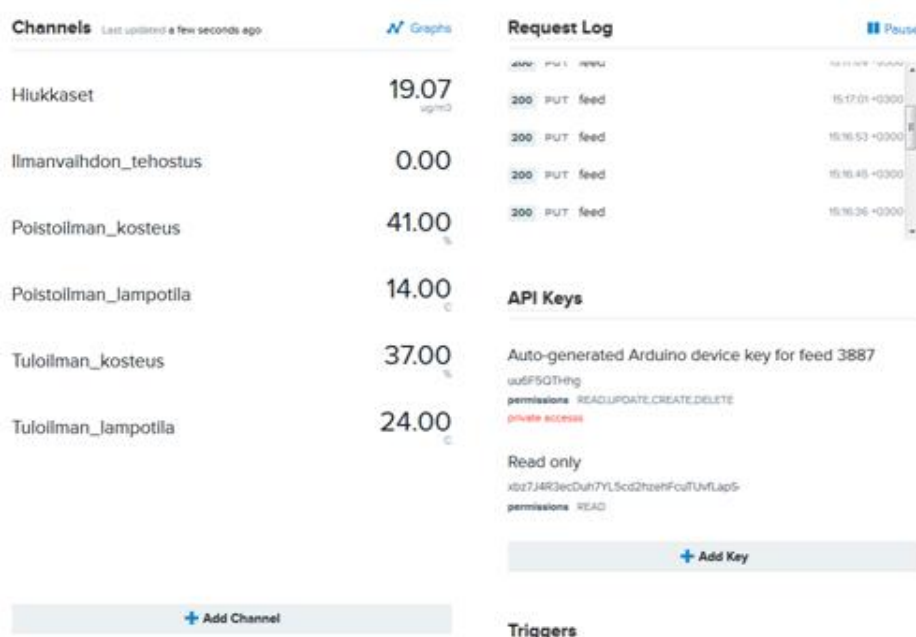 Channels Last updated a few seconds ago Graphs
Hiukkaset 19.07
ug/m3
Ilmanvaihdon_tehostus 0.00
Poistoilman_kosteus 41.00
%
Poistoilman_lampotila 14.00
C
Tuloilman_kosteus 37.00
%
Tuloilman_lampotila 24.00
C
+ Add Channel
Request Log Pause
200 PUT feed
200 PUT feed 15:17:01 +0300
200 PUT feed 15:16:53 +0300
200 PUT feed 15:16:45 +0300
200 PUT feed 15:16:36 +0300
API Keys
Auto-generated Arduino device key for feed 3887
permissions READ,UPDATE,CREATE,DELETE
private accesss
Read only
permissions READ
+ Add Key
Triggers